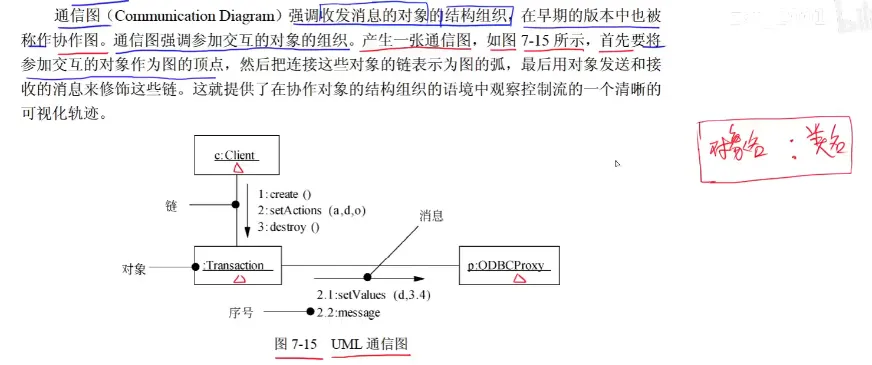 通信图（Communication Diagram）强调收发消息的对象的结构组织，在早期的版本中也被
称作协作图。通信图强调参加交互的对象的组织。产生一张通信图，如图 7-15 所示，首先要将
参加交互的对象作为图的顶点，然后把连接这些对象的链表示为图的弧，最后用对象发送和接
收的消息来修饰这些链。这就提供了在协作对象的结构组织的语境中观察控制流的一个清晰的
可视化轨迹。
对象名：类名
c:Client
链
1:create ()
2:setActions (a,d,o)
3:destroy ()
消息
对象
:Transaction
p:ODBCProxy
2.1:setValues (d,3.4)
序号
2.2:message
图 7-15 UML 通信图